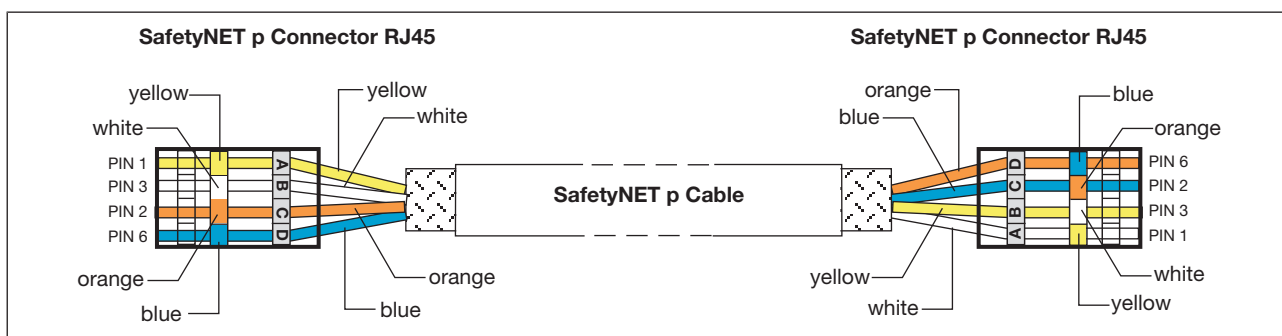 SafetyNET p Connector RJ45
SafetyNET p Connector RJ45
yellow
white
yellow
white
PIN 1
PIN 3
PIN 2
PIN 6
A
B
C
D
orange
blue
orange
blue
SafetyNET p Cable
orange
blue
blue
orange
D
C
B
A
PIN 6
PIN 2
PIN 3
PIN 1
yellow
white
white
yellow